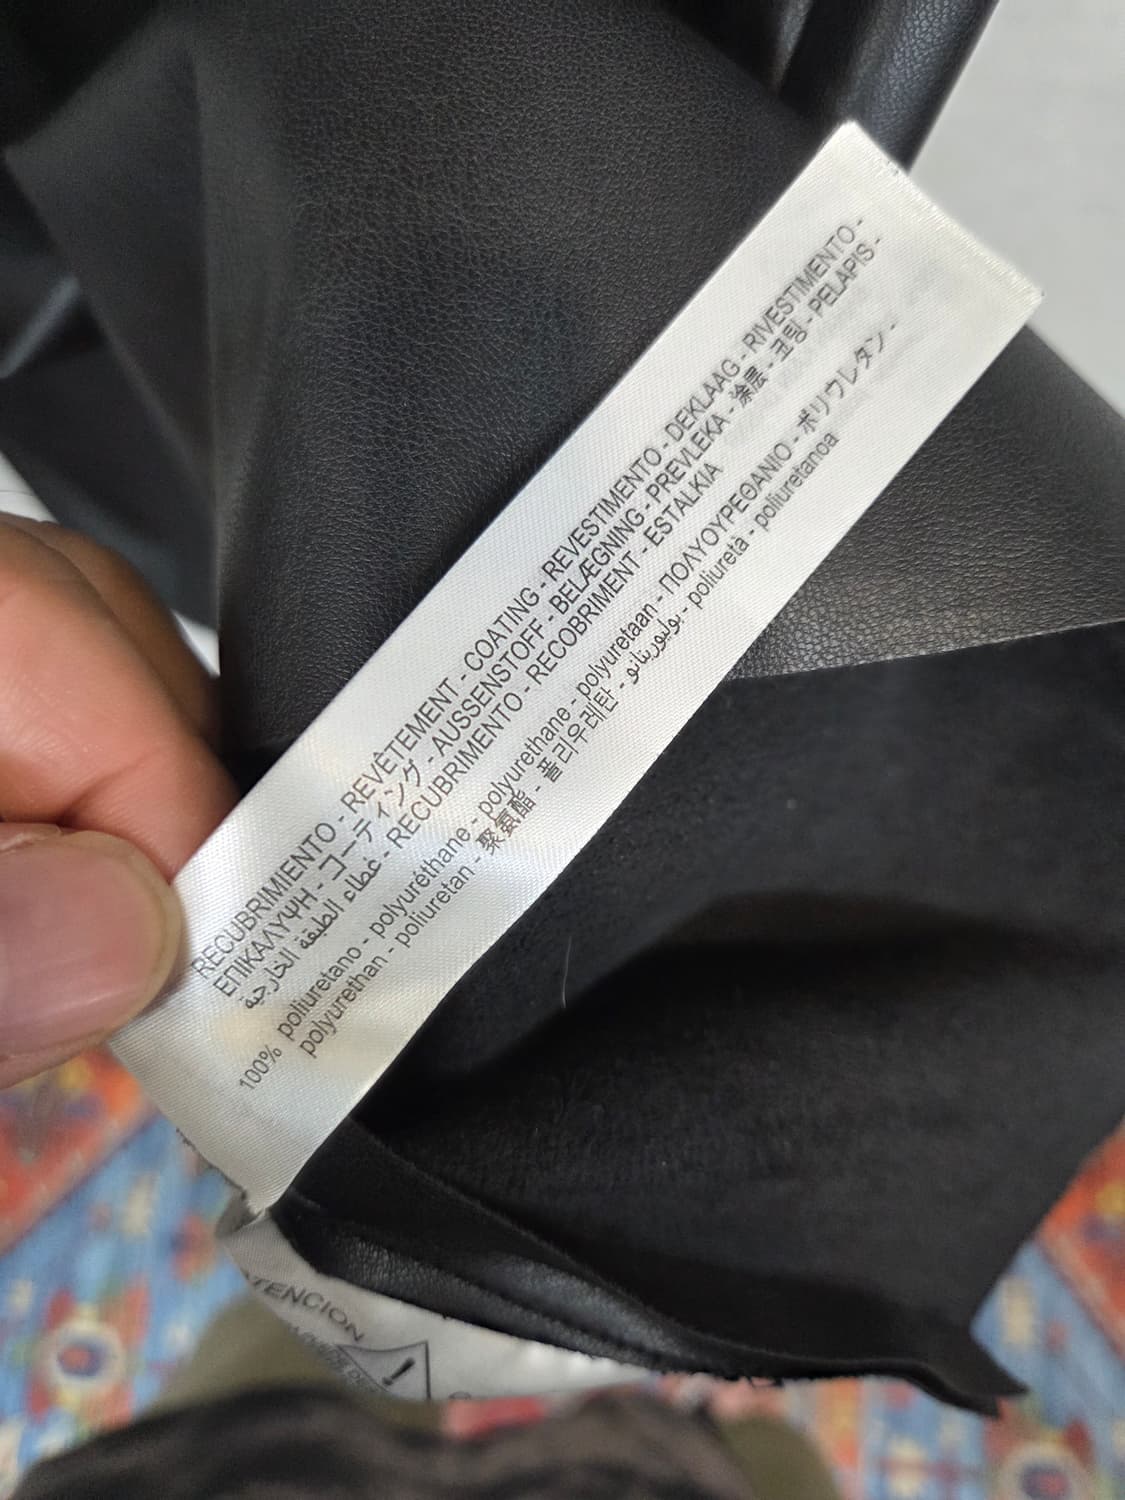 RECUBRIMIENTO - REVÊTEMENT - COATING - REVESTIMENTO - DEKLAAG - RIVESTIMENTO -
ΕΠΙΚΑΛΥΨΗ - コーティング - AUSSENSTOFF - BELÆGNING - PREVLEKA - 涂层 - 코팅 - PELAPIS -
غطاء الطبقة الخارجية - RECUBRIMENTO - RECOBRIMENT - ESTALKIA
100% poliuretano - polyuréthane - polyurethane - polyuretaan - ΠΟΛΥΟΥΡΕΘΑΝΙΟ - ポリウレタン -
polyurethan - poliuretan - 聚氨酯 - 폴리우레탄 - بوليوريتانو - poliuretà - poliuretanoa
TENCION